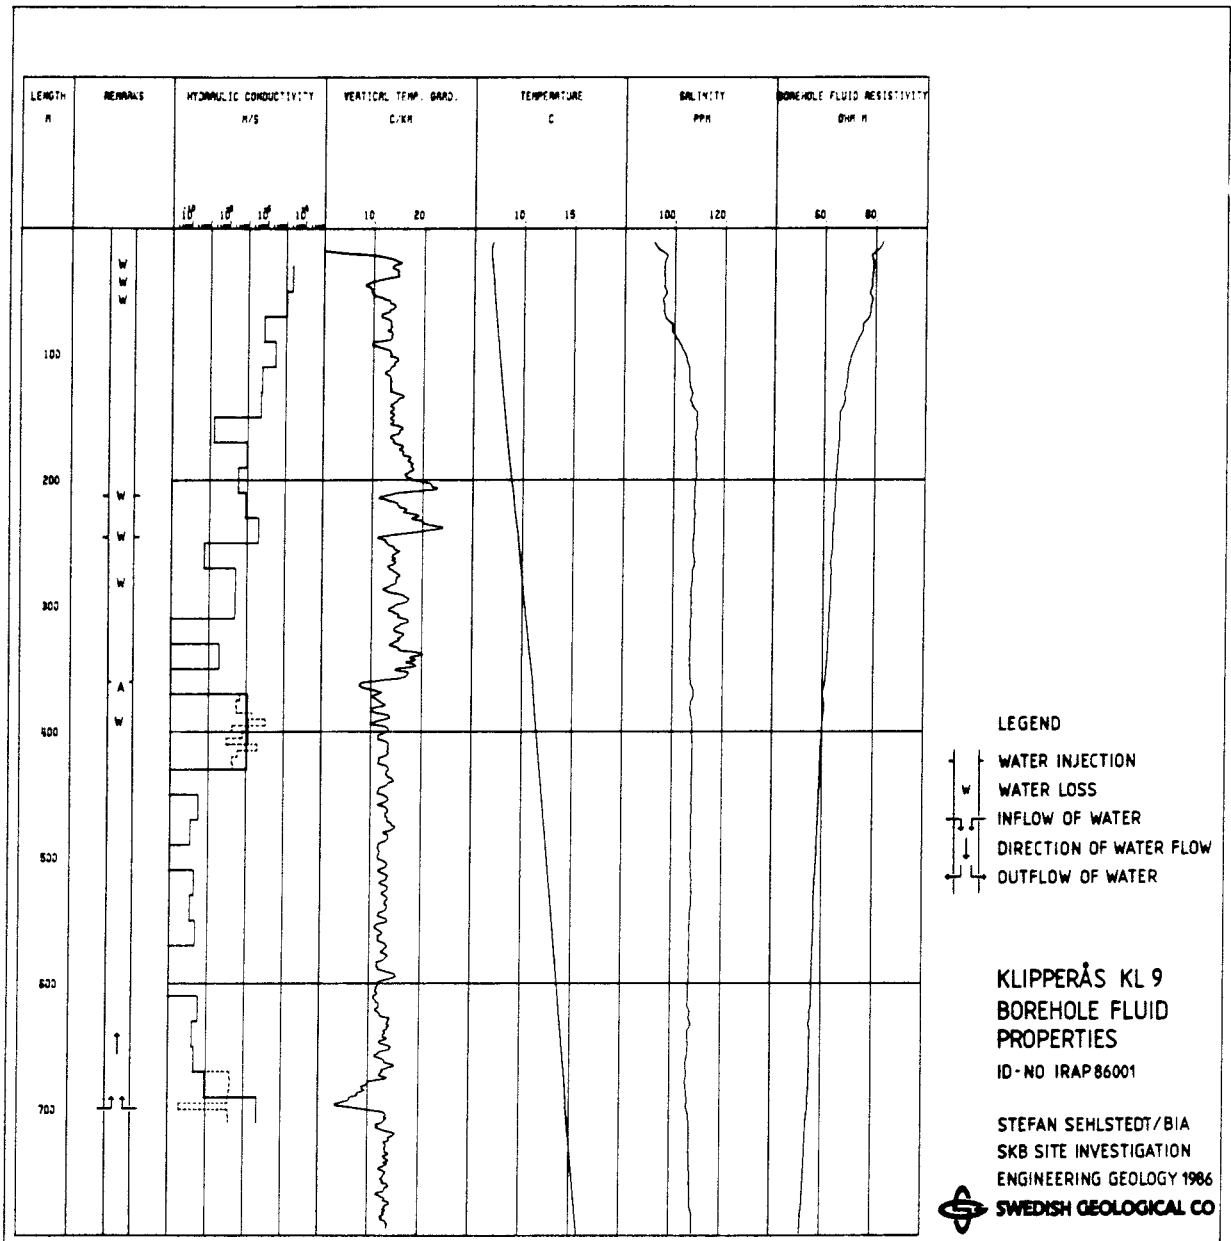 LENGTH REMARKS HYDRAULIC CONDUCTIVITY VERTICAL TEMP. GARD. TEMPERATURE SALINITY BOREHOLE FLUID RESISTIVITY
M M/S C/KM C PPM OHM M
10 20 10 15 100 120 60 80
W
W
W
100
200
W
W
W
300
A
W
400
500
600
700
LEGEND
WATER INJECTION
W WATER LOSS
INFLOW OF WATER
DIRECTION OF WATER FLOW
OUTFLOW OF WATER
KLIPPERÅS KL 9
BOREHOLE FLUID
PROPERTIES
ID-NO IRAP86001
STEFAN SEHLSTEDT/BIA
SKB SITE INVESTIGATION
ENGINEERING GEOLOGY 1986
SWEDISH GEOLOGICAL CO